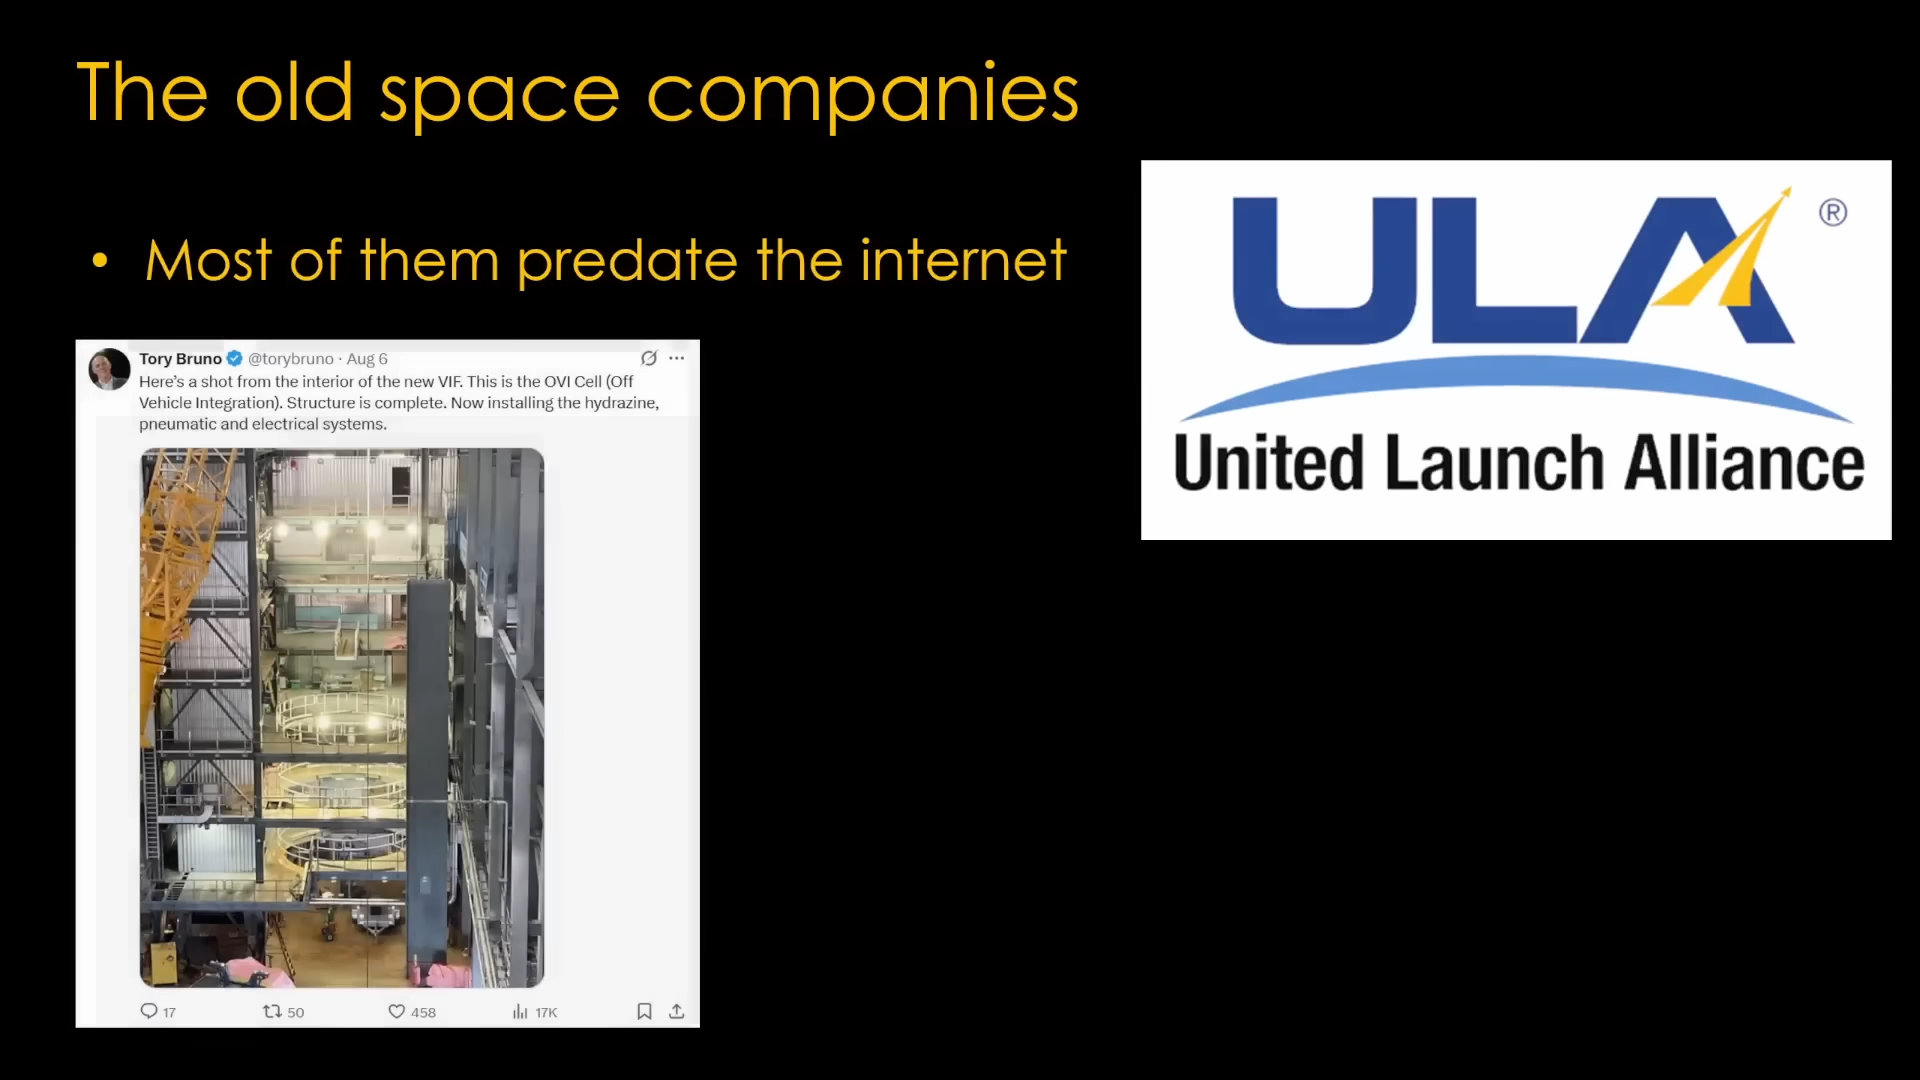 The old space companies
• Most of them predate the internet
ULA ®
United Launch Alliance
Tory Bruno @torybruno · Aug 6
Here’s a shot from the interior of the new VIF. This is the OVI Cell (Off
Vehicle Integration). Structure is complete. Now installing the hydrazine,
pneumatic and electrical systems.
17 50 458 17K